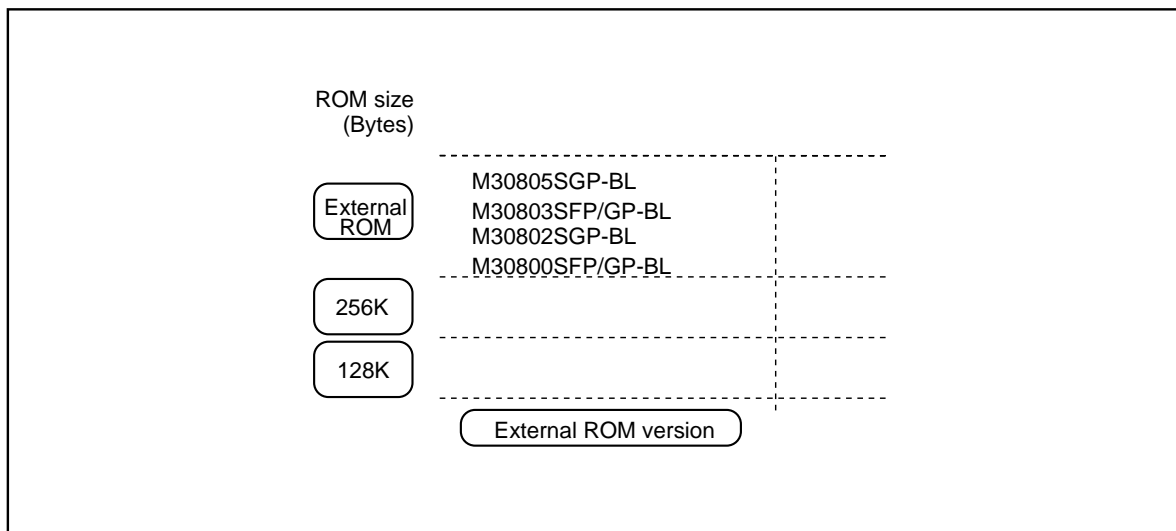 ROM size
(Bytes)
External
ROM
M30805SGP-BL
M30803SFP/GP-BL
M30802SGP-BL
M30800SFP/GP-BL
256K
128K
External ROM version